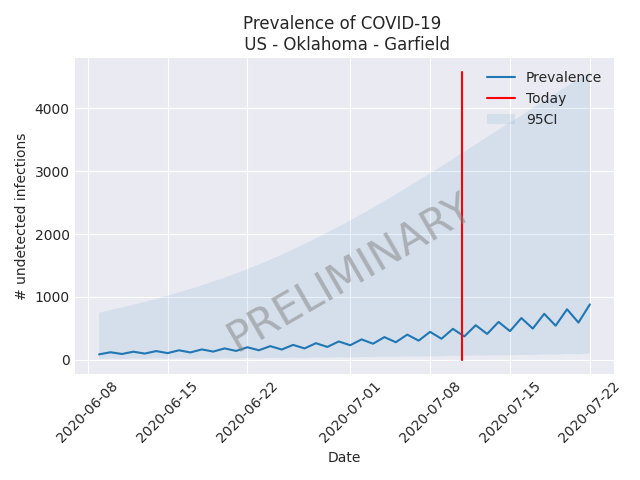 Prevalence of COVID-19
US - Oklahoma - Garfield
Prevalence
Today
95CI
# undetected infections
4000
3000
2000
1000
0
PRELIMINARY
2020-06-08
2020-06-15
2020-06-22
2020-07-01
2020-07-08
2020-07-15
2020-07-22
Date